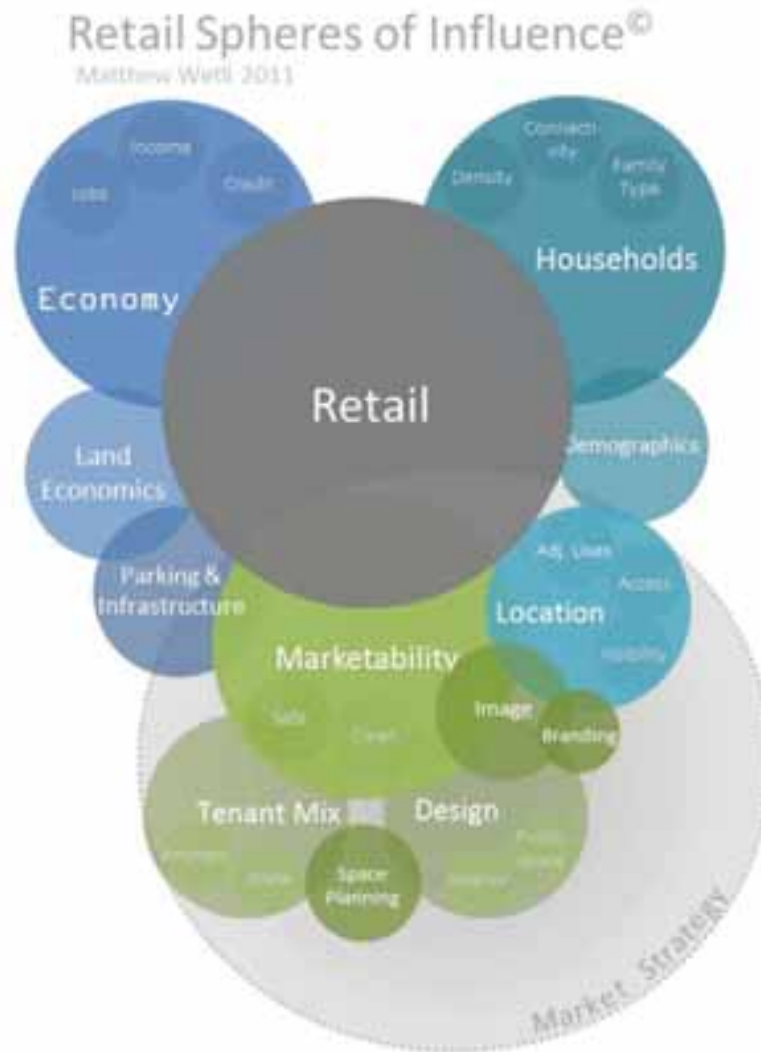 Retail Spheres of Influence©
Matthew Wetli 2011
Income
Jobs
Credit
Economy
Connecti
vity
Density
Family
Type
Households
Retail
Land
Economics
Demographics
Parking &
Infrastructure
Adj. Uses
Access
Location
Visibility
Marketability
Safe
Clean
Image
Branding
Tenant Mix
Design
Space
Planning
Market Strategy